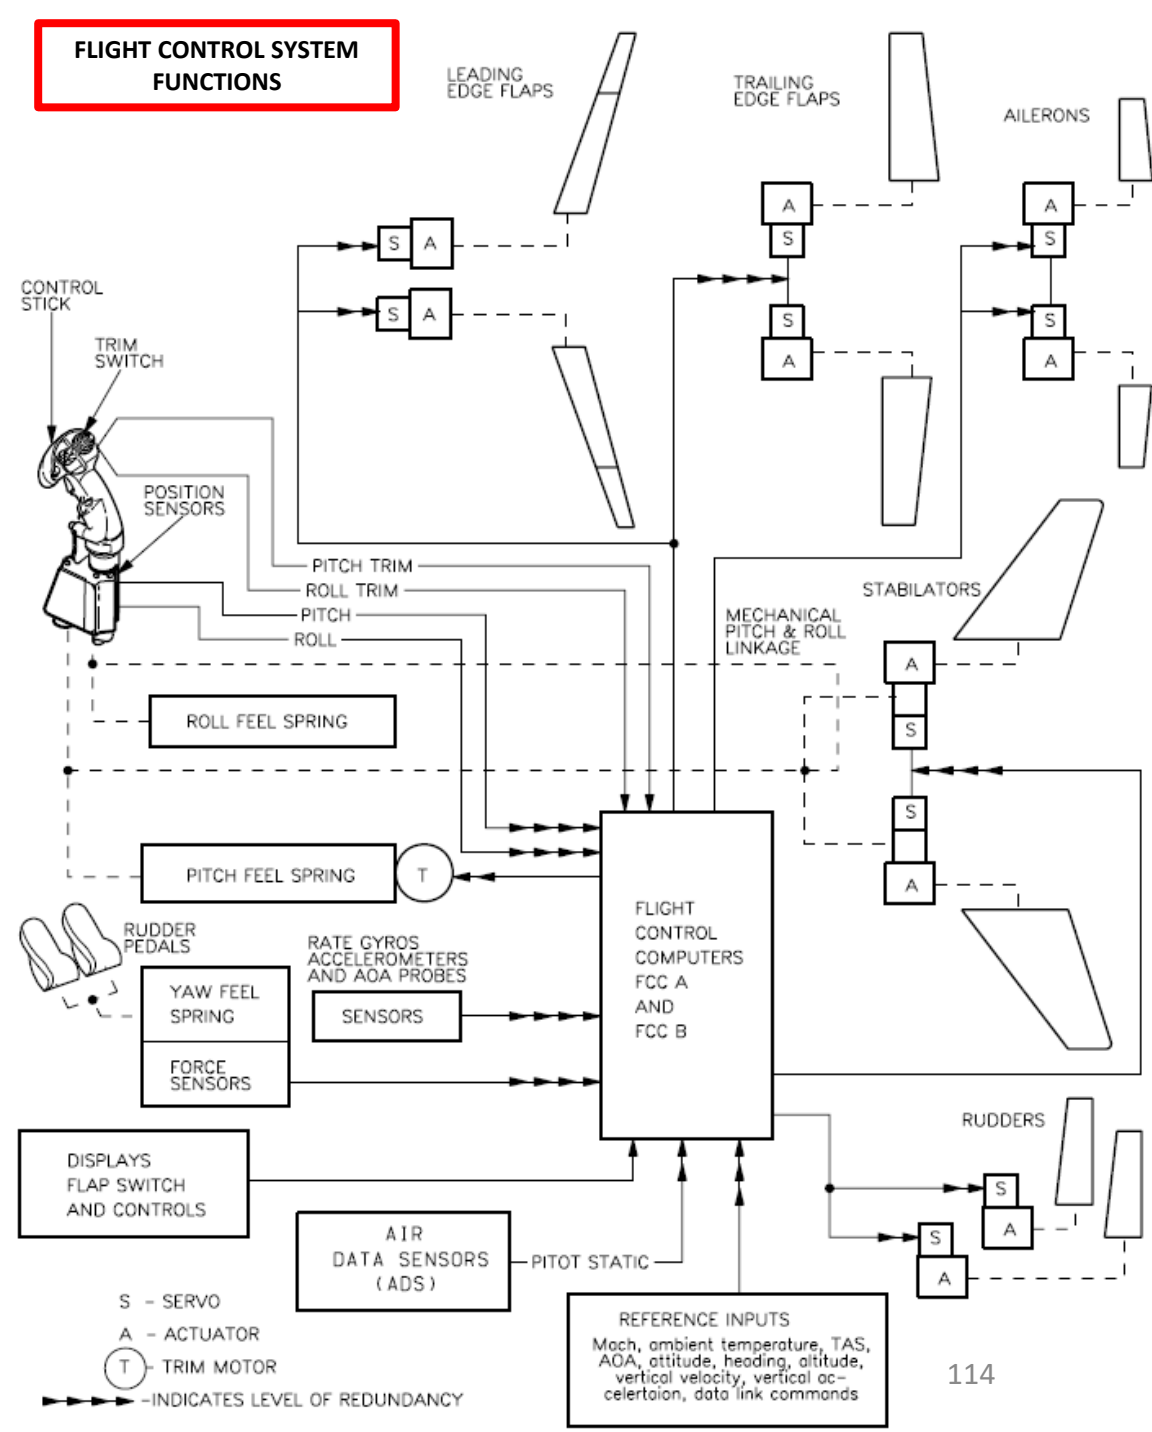 FLIGHT CONTROL SYSTEM
FUNCTIONS
LEADING
EDGE FLAPS
TRAILING
EDGE FLAPS
AILERONS
A
S
S
A
A
S
S
A
S A
S A
CONTROL
STICK
TRIM
SWITCH
POSITION
SENSORS
PITCH TRIM
ROLL TRIM
PITCH
ROLL
MECHANICAL
PITCH & ROLL
LINKAGE
STABILATORS
A
S
S
A
ROLL FEEL SPRING
PITCH FEEL SPRING
T
RUDDER
PEDALS
YAW FEEL
SPRING
FORCE
SENSORS
RATE GYROS
ACCELEROMETERS
AND AOA PROBES
SENSORS
FLIGHT
CONTROL
COMPUTERS
FCC A
AND
FCC B
RUDDERS
S
A
S
A
DISPLAYS
FLAP SWITCH
AND CONTROLS
AIR
DATA SENSORS
(ADS)
PITOT STATIC
REFERENCE INPUTS
Mach, ambient temperature, TAS,
AOA, attitude, heading, altitude,
vertical velocity, vertical ac-
celertaion, data link commands
S - SERVO
A - ACTUATOR
T - TRIM MOTOR
-INDICATES LEVEL OF REDUNDANCY
114